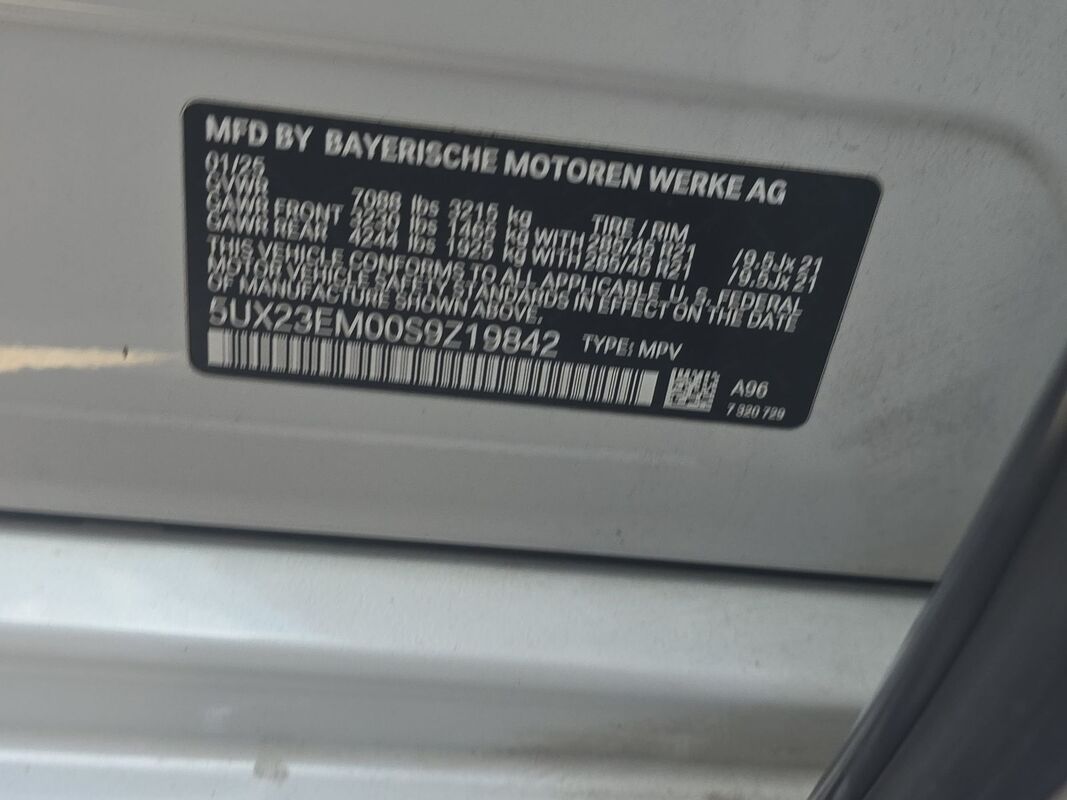 MFD BY BAYERISCHE MOTOREN WERKE AG
01/25
GVWR 7088 lbs 3215 kg TIRE / RIM
GAWR FRONT 3230 lbs 1465 kg WITH 285/45 R21 /9.5Jx 21
GAWR REAR 4244 lbs 1925 kg WITH 285/45 R21 /9.5Jx 21
THIS VEHICLE CONFORMS TO ALL APPLICABLE U. S. FEDERAL
MOTOR VEHICLE SAFETY STANDARDS IN EFFECT ON THE DATE
OF MANUFACTURE SHOWN ABOVE.
5UX23EM00S9Z19842 TYPE: MPV
A96
7 920 729